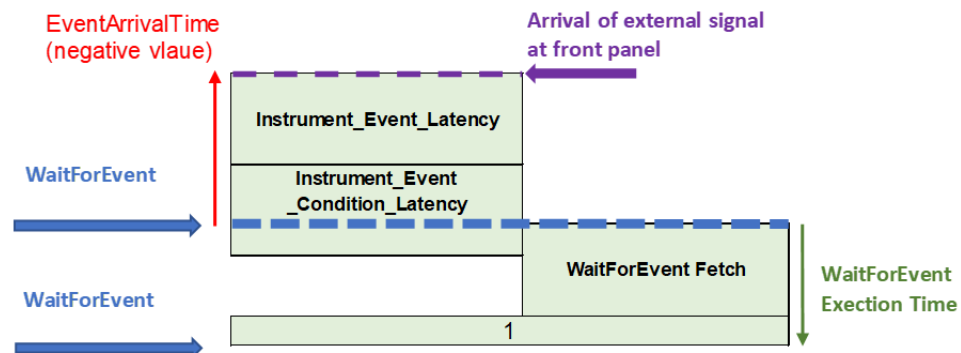 EventArrivalTime
(negative vlaue)
Arrival of external signal
at front panel
Instrument_Event_Latency
WaitForEvent
Instrument_Event
_Condition_Latency
WaitForEvent Fetch
WaitForEvent
Exection Time
WaitForEvent
1